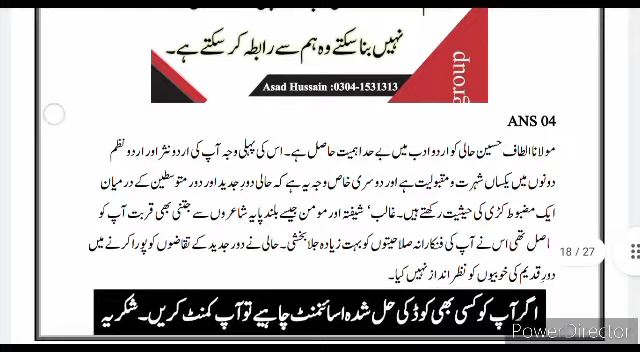 نہیں بنا سکتے وہ ہم سے رابطہ کر سکتے ہے۔
Asad Hussain :0304-1531313
group
ANS 04
مولانا الطاف حسین حالی کو اردو ادب میں بے حد اہمیت حاصل ہے۔ اس کی پہلی وجہ آپ کی اردو نثر اور اردو نظم
دونوں میں یکساں شہرت و مقبولیت ہے اور دوسری خاص وجہ یہ ہے کہ حالی دور جدید اور دور متوسطین کے درمیان
ایک مضبوط کڑی کی حیثیت رکھتے ہیں۔ غالب، شیفتہ اور مومن جیسے بلند پایہ شاعروں سے جتنی بھی قربت آپ کو
اصل تھی اس نے آپ کی فنکارانہ صلاحیتوں کو بہت زیادہ جلا بخشی۔ حالی نے دور جدید کے تقاضوں کو پورا کرنے میں
18 / 27
دورِ قدیم کی خوبیوں کو نظر انداز نہیں کیا۔
اگر آپ کو کسی بھی کوڈ کی حل شدہ اسائنمنٹ چاہیے تو آپ کمنٹ کریں۔ شکریہ
PowerDirector